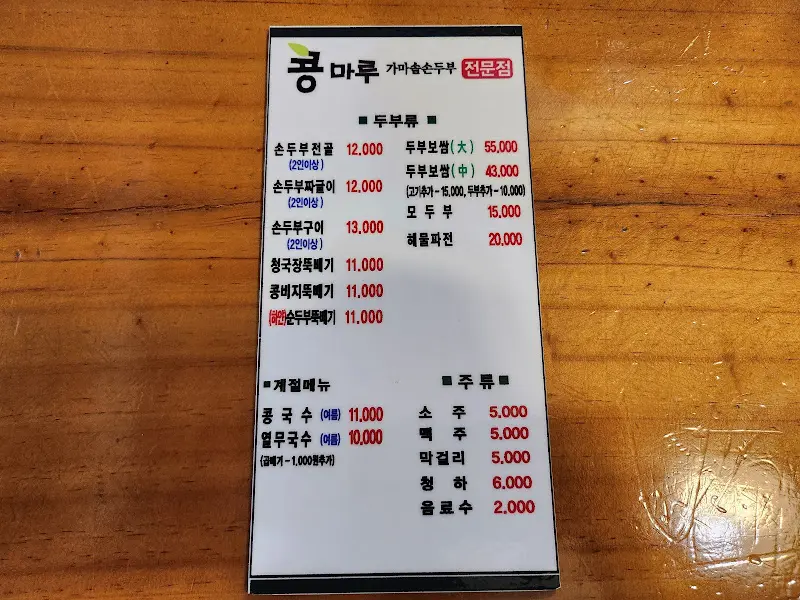 콩마루 가마솥손두부 전문점
■ 두부류 ■
손두부전골 12,000
(2인이상)
손두부짜글이 12,000
(2인이상)
손두부구이 13,000
(2인이상)
청국장뚝빼기 11,000
콩비지뚝빼기 11,000
(하얀)순두부뚝빼기 11,000
두부보쌈(大) 55,000
두부보쌈(中) 43,000
(고기추가-15,000, 두부추가-10,000)
모두부 15,000
해물파전 20,000
■계절메뉴
콩국수 (여름) 11,000
열무국수 (여름) 10,000
(곱빼기-1,000원추가)
■주류■
소주 5,000
맥주 5,000
막걸리 5,000
청하 6,000
음료수 2,000